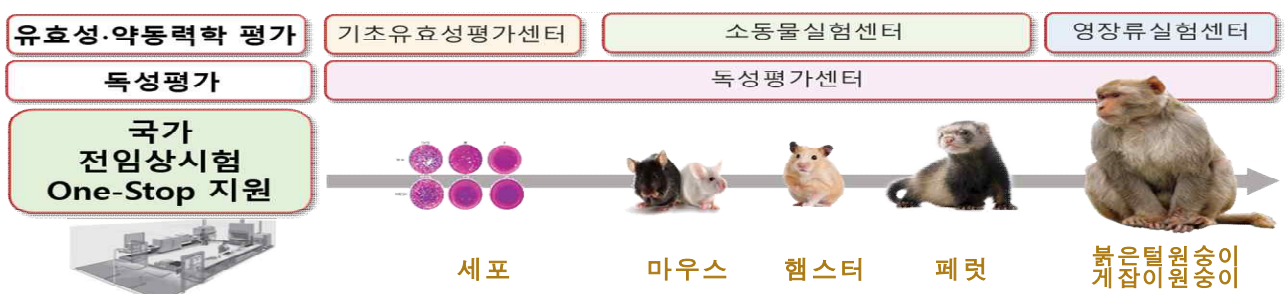 유효성·약동력학 평가
기초유효성평가센터
소동물실험센터
영장류실험센터
독성평가
독성평가센터
국가
전임상시험
One-Stop 지원
세포
마우스
햄스터
페럿
붉은털원숭이
게잡이원숭이